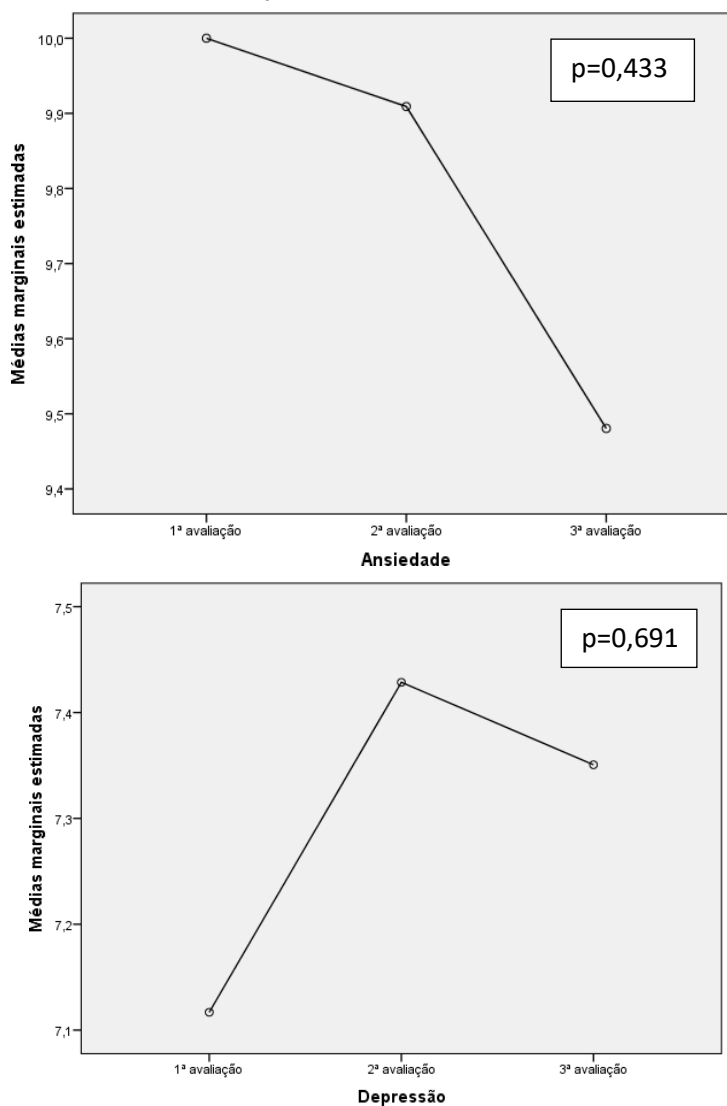 10,0
p=0,433
9,9
9,8
9,7
9,6
9,5
9,4
Médias marginais estimadas
1ª avaliação 2ª avaliação 3ª avaliação
Ansiedade
7,5
p=0,691
7,4
7,3
7,2
7,1
Médias marginais estimadas
1ª avaliação 2ª avaliação 3ª avaliação
Depressão